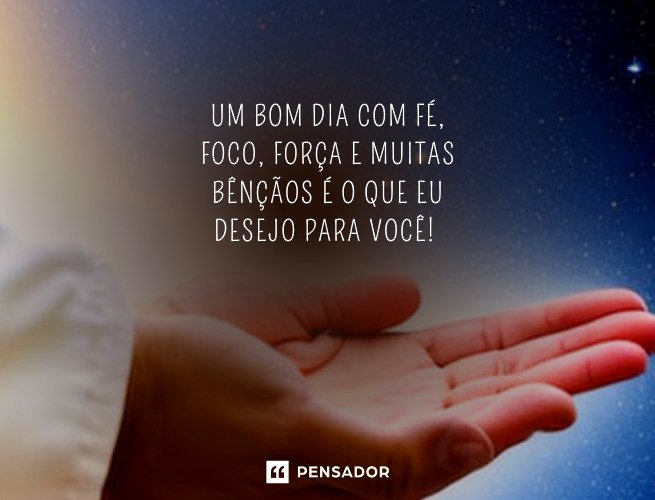 UM BOM DIA COM FÉ,
FOCO, FORÇA E MUITAS
BÊNÇÃOS É O QUE EU
DESEJO PARA VOCÊ!
PENSADOR